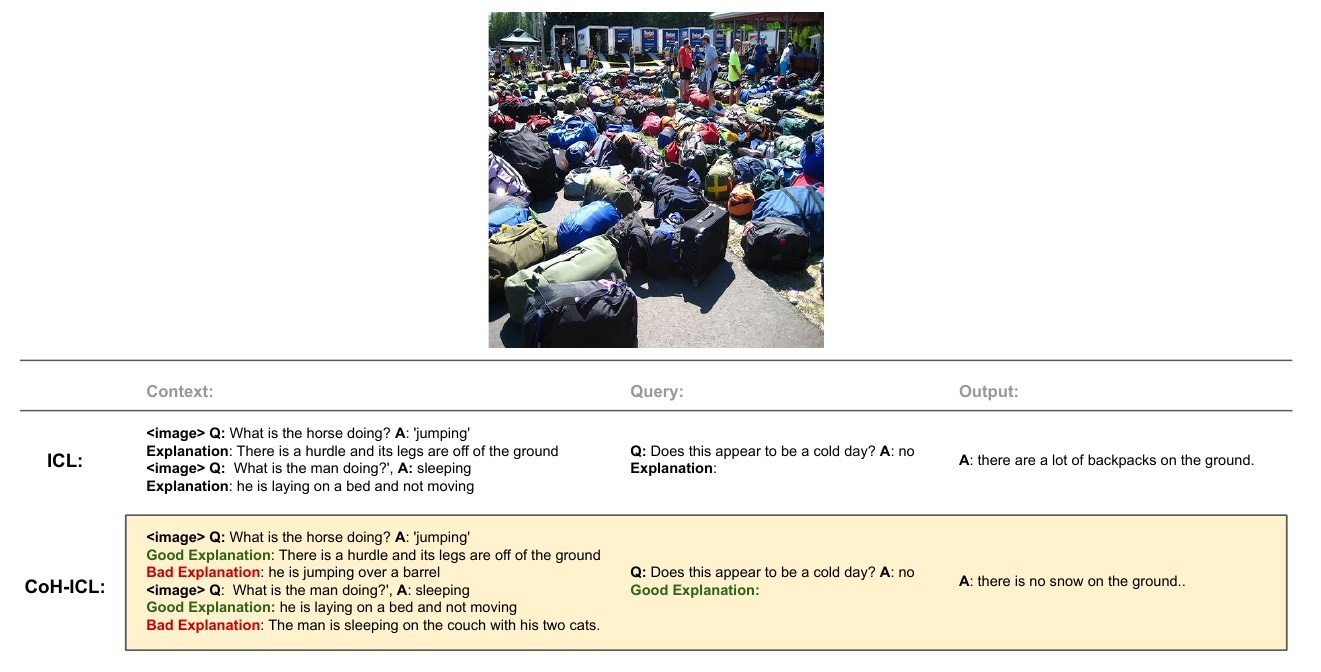 Context:
Query:
Output:
ICL:
<image> Q: What is the horse doing? A: 'jumping'
Explanation: There is a hurdle and its legs are off of the ground
<image> Q:  What is the man doing?', A: sleeping
Explanation: he is laying on a bed and not moving
Q: Does this appear to be a cold day? A: no
Explanation:
A: there are a lot of backpacks on the ground.
CoH-ICL:
<image> Q: What is the horse doing? A: 'jumping'
Good Explanation: There is a hurdle and its legs are off of the ground
Bad Explanation: he is jumping over a barrel
<image> Q:  What is the man doing?', A: sleeping
Good Explanation: he is laying on a bed and not moving
Bad Explanation: The man is sleeping on the couch with his two cats.
Q: Does this appear to be a cold day? A: no
Good Explanation:
A: there is no snow on the ground..